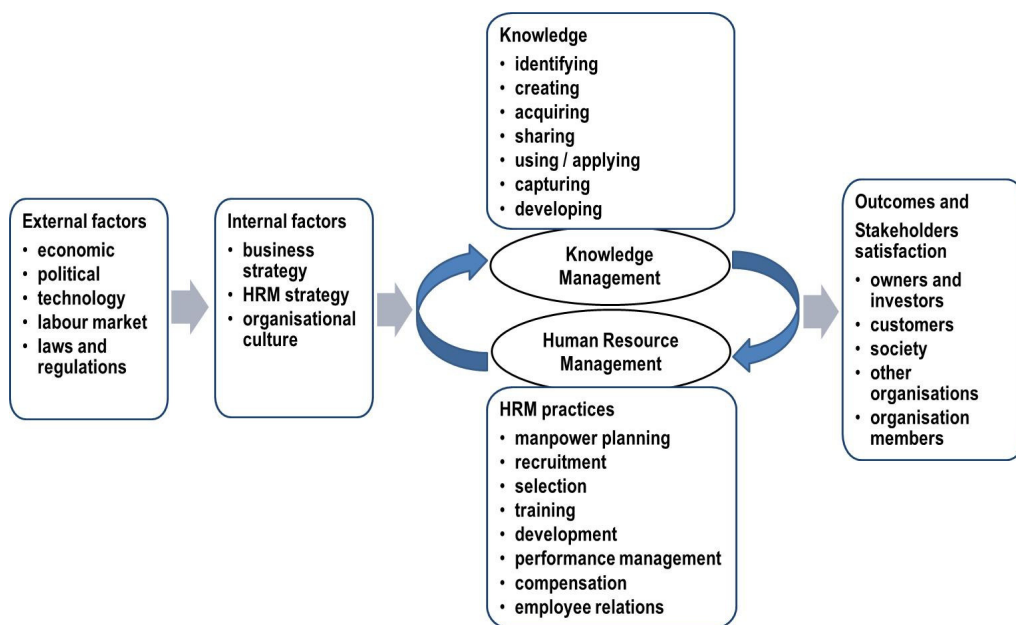 External factors
• economic
• political
• technology
• labour market
• laws and
regulations
Internal factors
• business
strategy
• HRM strategy
• organisational
culture
Knowledge
• identifying
• creating
• acquiring
• sharing
• using / applying
• capturing
• developing
Knowledge
Management
Human Resource
Management
HRM practices
• manpower planning
• recruitment
• selection
• training
• development
• performance management
• compensation
• employee relations
Outcomes and
Stakeholders
satisfaction
• owners and
investors
• customers
• society
• other
organisations
• organisation
members